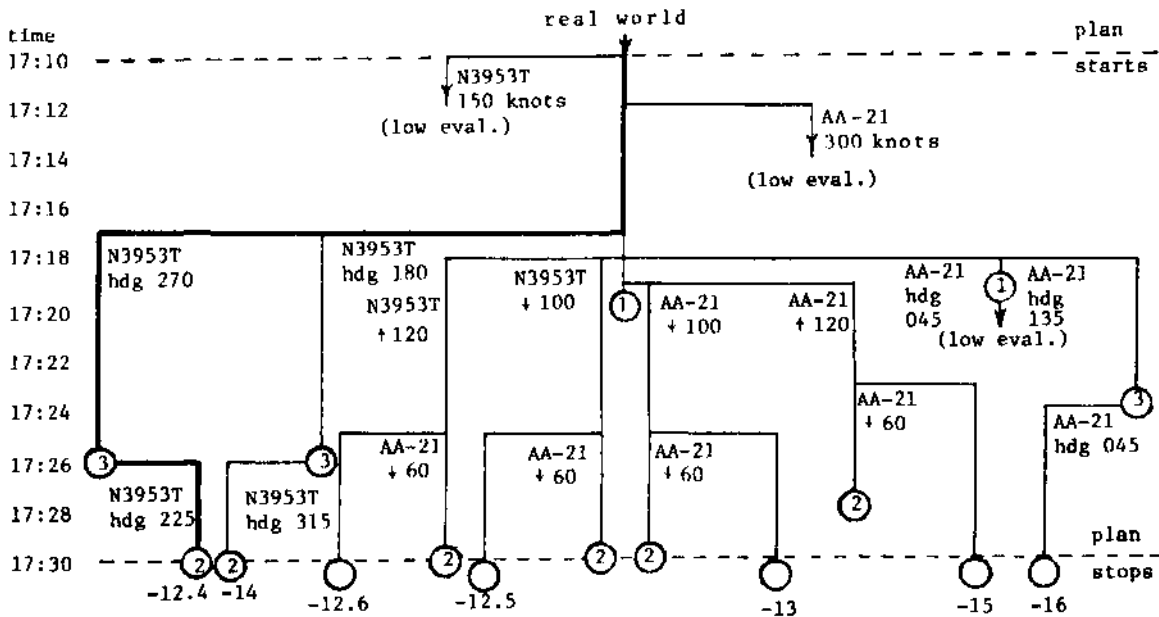 real world
time
plan
17:10
starts
N3953T
150 knots
(low eval.)
17:12
AA-21
300 knots
(low eval.)
17:14
17:16
17:18
N3953T
hdg 270
N3953T
hdg 180
N3953T
↑ 120
N3953T
↓ 100
1
AA-21
↓ 100
AA-21
↑ 120
AA-21
hdg
045
1
(low eval.)
AA-21
hdg
135
17:20
17:22
17:24
AA-21
↓ 60
3
AA-21
hdg 045
17:26
3
3
AA-21
↓ 60
AA-21
↓ 60
AA-21
↓ 60
N3953T
hdg 225
N3953T
hdg 315
2
17:28
plan
17:30
2
2
2
2
2
stops
-12.4
-14
-12.6
-12.5
-13
-15
-16